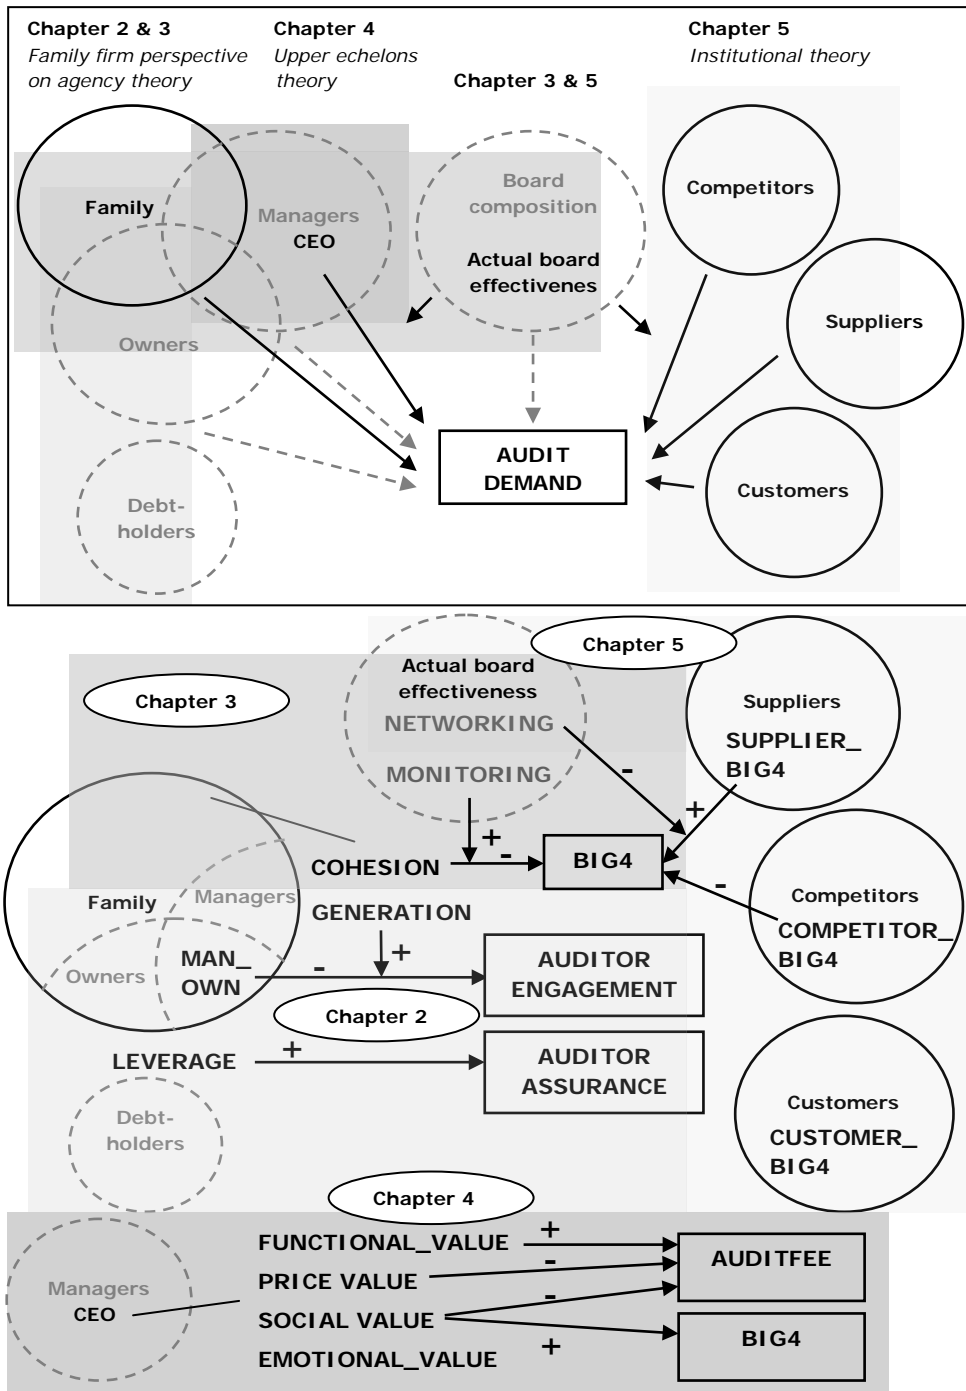 Chapter 2 & 3
Family firm perspective
on agency theory
Chapter 4
Upper echelons
theory
Chapter 3 & 5
Chapter 5
Institutional theory
Family
Managers
CEO
Board
composition
Actual board
effectivenes
Competitors
Suppliers
Owners
AUDIT
DEMAND
Customers
Debt-
holders
Chapter 5
Actual board
effectiveness
NETWORKING
MONITORING
Chapter 3
Suppliers
SUPPLIER_
BIG4
-
+
+
-
COHESION
BIG4
-
Managers
Family
GENERATION
Competitors
COMPETITOR_
BIG4
Owners
MAN_
OWN
-
+
AUDITOR
ENGAGEMENT
Chapter 2
LEVERAGE
+
AUDITOR
ASSURANCE
Debt-
holders
Customers
CUSTOMER_
BIG4
Chapter 4
FUNCTIONAL_VALUE
+
-
AUDITFEE
PRICE VALUE
Managers
CEO
-
SOCIAL VALUE
+
BIG4
EMOTIONAL_VALUE